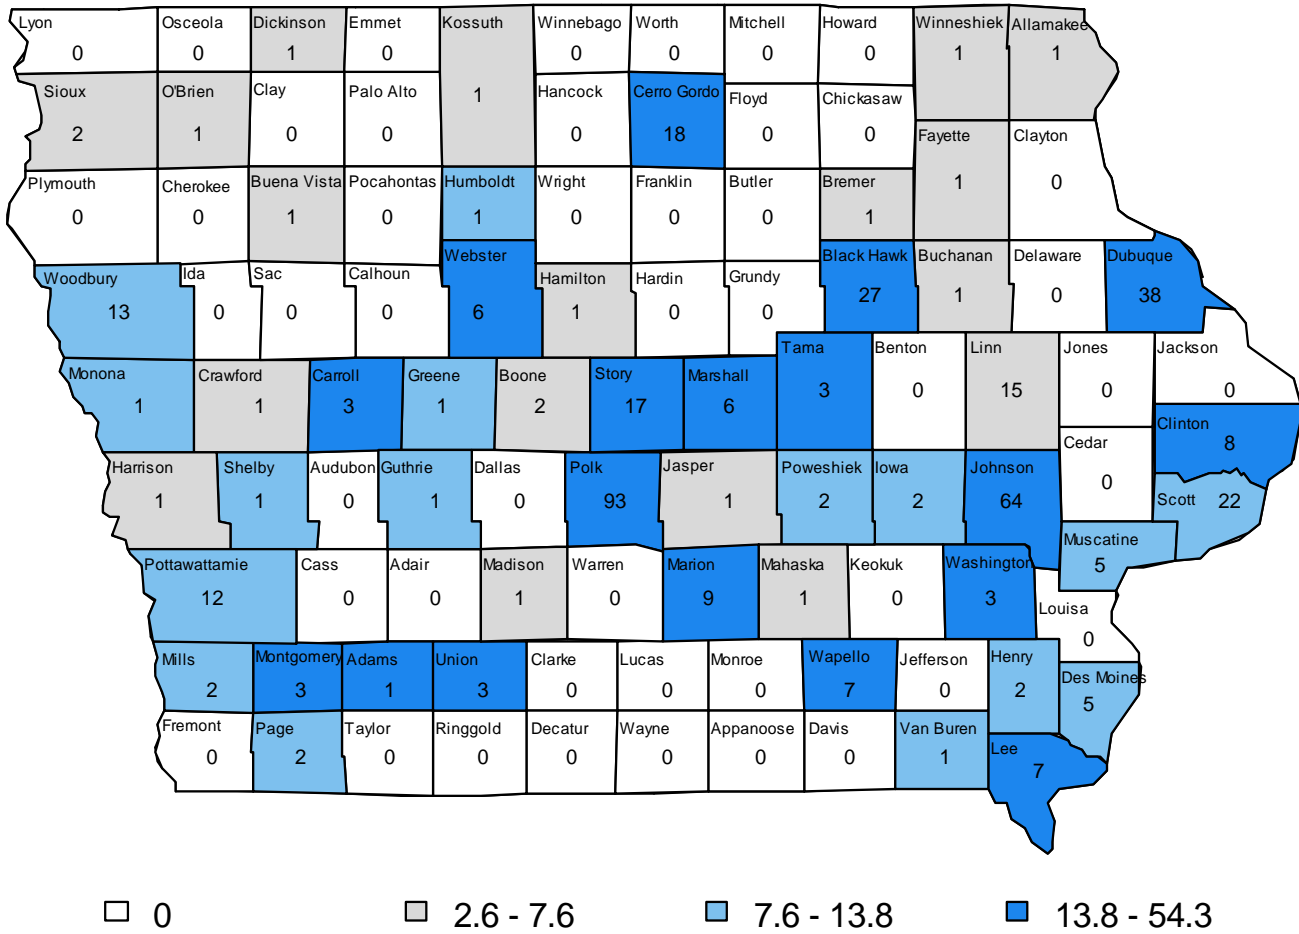 Lyon Osceola Dickinson Emmet Kossuth Winnebago Worth Mitchell Howard Winneshiek Allamakee
0 0 1 0 1 0 0 0 0 1 1
Sioux O'Brien Clay Palo Alto Hancock Cerro Gordo Floyd Chickasaw
2 1 0 0 0 18 0 0
Fayette Clayton
1 0
Plymouth Cherokee Buena Vista Pocahontas Humboldt Wright Franklin Butler Bremer
0 0 1 0 1 0 0 0 1
Webster Black Hawk Buchanan Delaware Dubuque
6 27 1 0 38
Woodbury Ida Sac Calhoun Hamilton Hardin Grundy
13 0 0 0 1 0 0
Tama Benton Linn Jones Jackson
3 0 15 0 0
Monona Crawford Carroll Greene Boone Story Marshall
1 1 3 1 2 17 6
Clinton
8
Cedar
0
Harrison Shelby Audubon Guthrie Dallas Polk Jasper Poweshiek Iowa Johnson
1 1 0 1 0 93 1 2 2 64
Scott 22
Muscatine
5
Pottawattamie Cass Adair Madison Warren Marion Mahaska Keokuk Washington
12 0 0 1 0 9 1 0 3
Louisa
0
Mills Montgomery Adams Union Clarke Lucas Monroe Wapello Jefferson Henry Des Moines
2 3 1 3 0 0 0 7 0 2 5
Fremont Page Taylor Ringgold Decatur Wayne Appanoose Davis Van Buren Lee
0 2 0 0 0 0 0 0 1 7
0 2.6 - 7.6 7.6 - 13.8 13.8 - 54.3